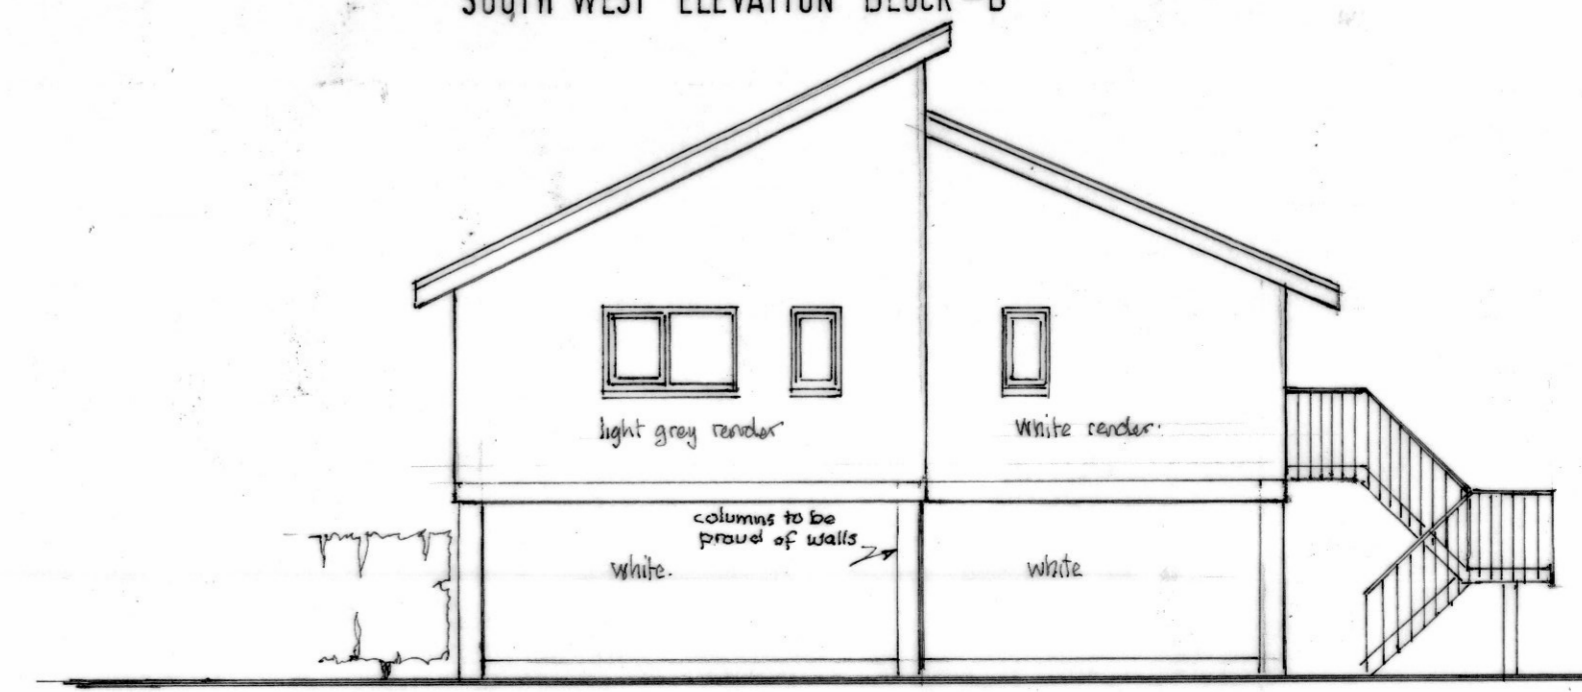 SOUTH WEST ELEVATION BLOCK - B
light grey render
white render.
columns to be
proud of walls
white.
white